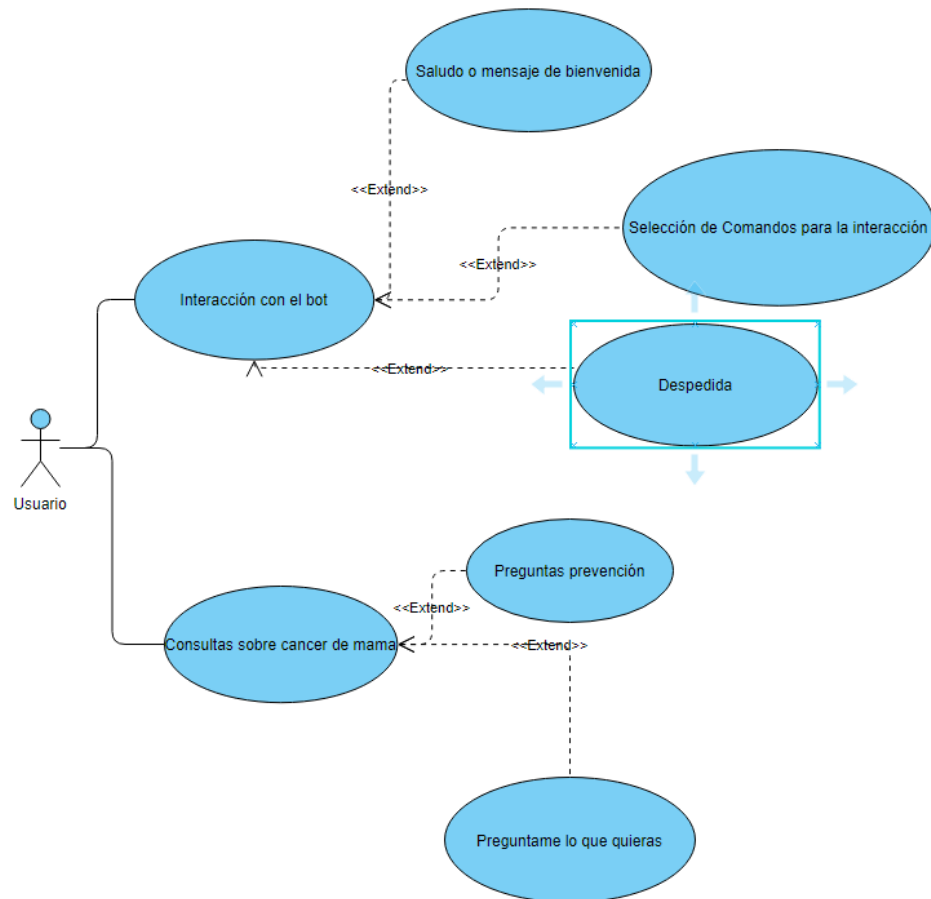 Saludo o mensaje de bienvenida
<<Extend>>
Selección de Comandos para la interacción
<<Extend>>
Interacción con el bot
<<Extend>>
Despedida
Usuario
Preguntas prevención
<<Extend>>
Consultas sobre cancer de mama
<<Extend>>
Preguntame lo que quieras